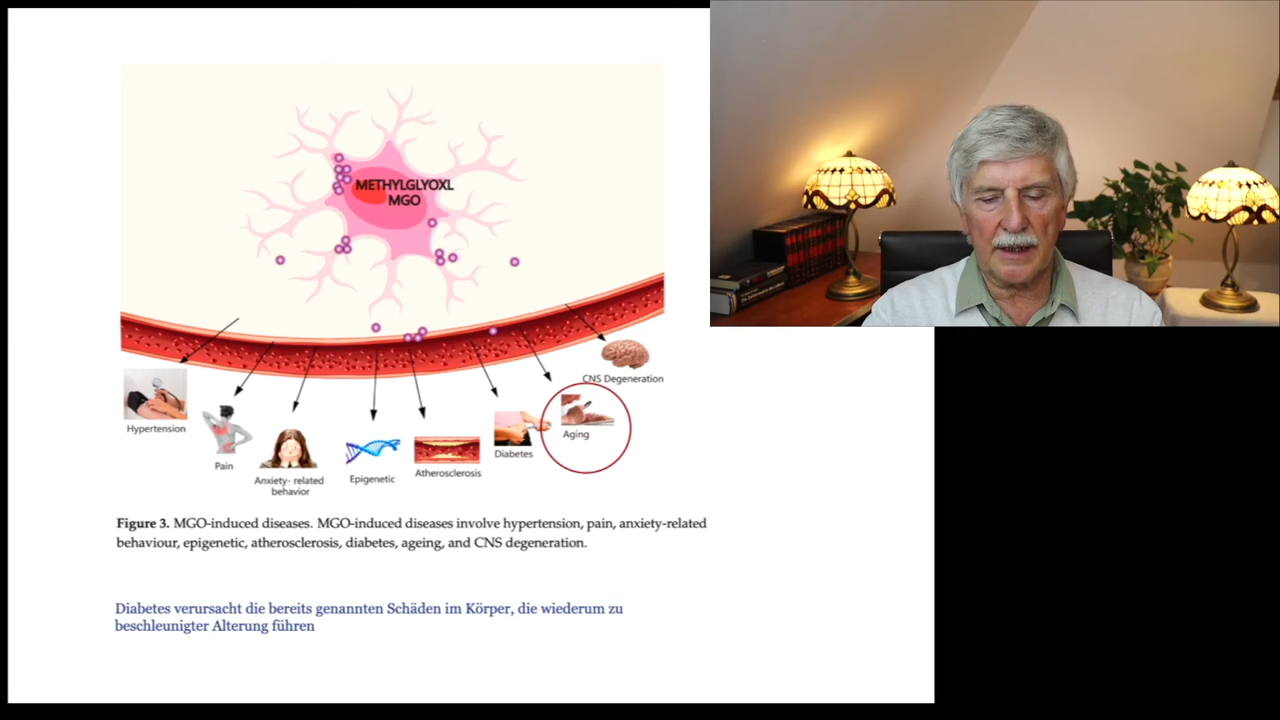 METHYLGLYOXL
MGO
CNS Degeneration
Hypertension
Aging
Diabetes
Pain
Atherosclerosis
Epigenetic
Anxiety- related
behavior
Figure 3. MGO-induced diseases. MGO-induced diseases involve hypertension, pain, anxiety-related
behaviour, epigenetic, atherosclerosis, diabetes, ageing, and CNS degeneration.
Diabetes verursacht die bereits genannten Schäden im Körper, die wiederum zu
beschleunigter Alterung führen